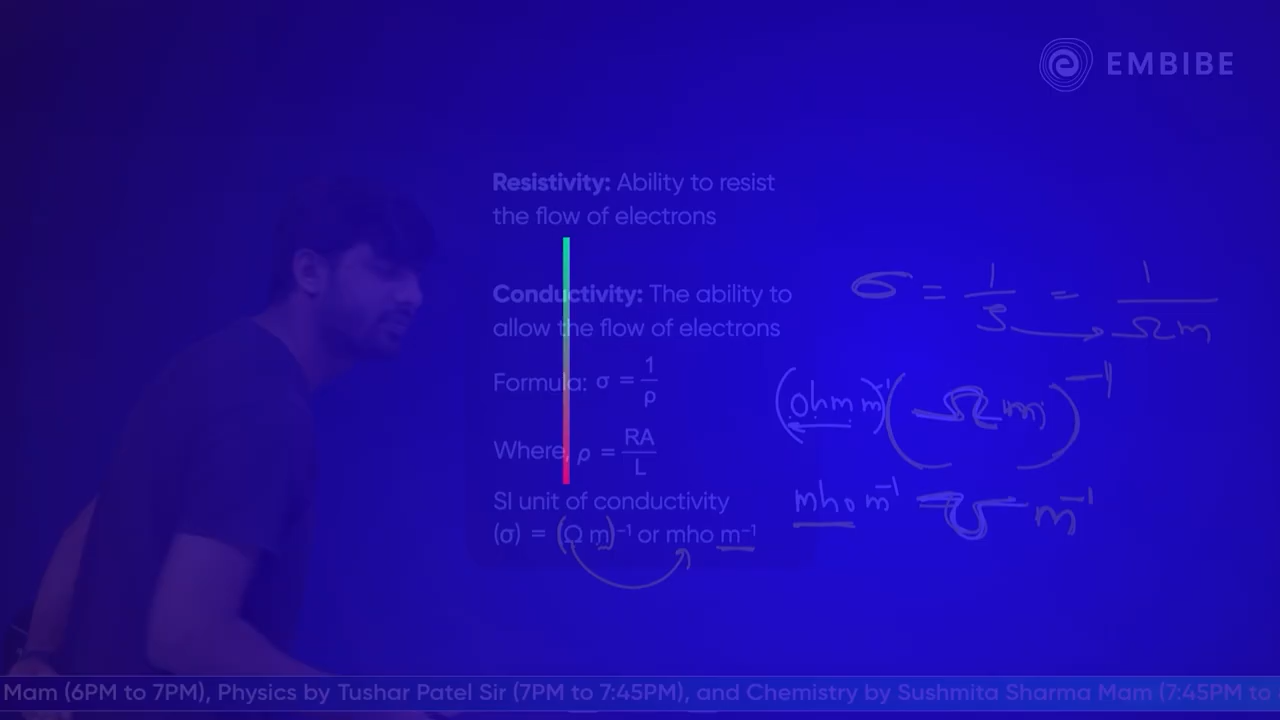 EMBIBE
Resistivity: Ability to resist
the flow of electrons
Conductivity: The ability to
allow the flow of electrons
Formula: σ = 1/ρ
Where, ρ = RA/L
SI unit of conductivity
(σ) = (Ω m)⁻¹ or mho m⁻¹
σ = 1/ρ = 1/Ωm
(ohm m)⁻¹ (Ω m)⁻¹
mho m⁻¹ = ℧ m⁻¹
Mam (6PM to 7PM), Physics by Tushar Patel Sir (7PM to 7:45PM), and Chemistry by Sushmita Sharma Mam (7:45PM to